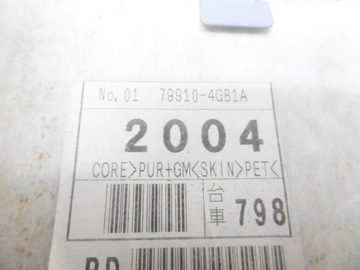 No. 01 79910-4GB1A
2004
CORE>PUR+GM<SKIN>PET<
台車 798